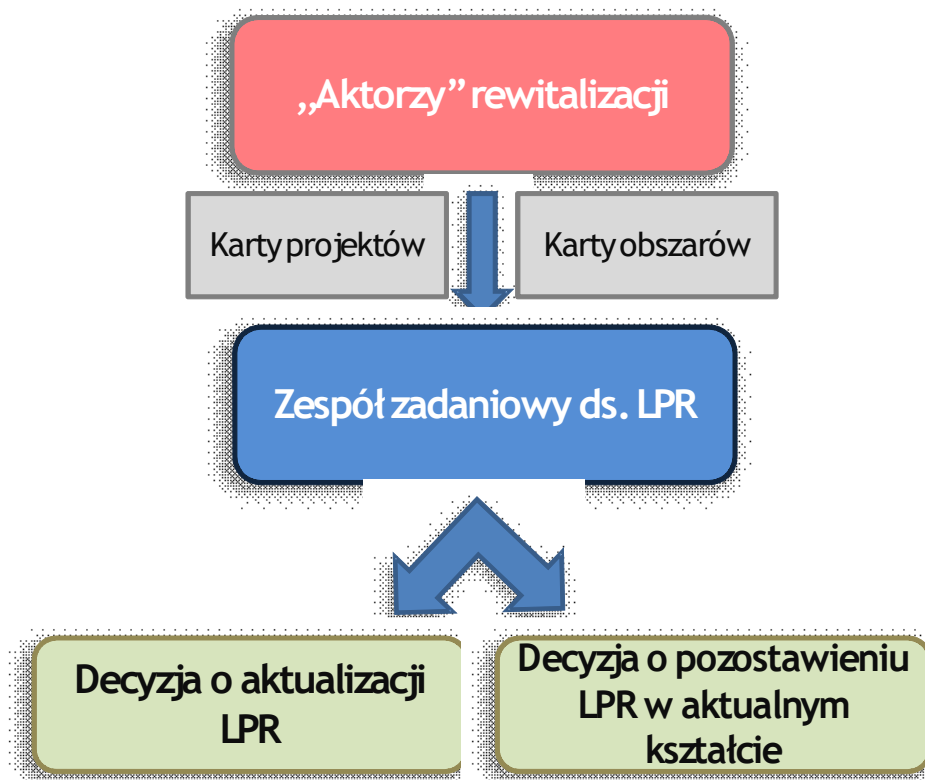 „Aktorzy” rewitalizacji
Karty projektów
Karty obszarów
Zespół zadaniowy ds. LPR
Decyzja o aktualizacji
LPR
Decyzja o pozostawieniu
LPR w aktualnym
kształcie